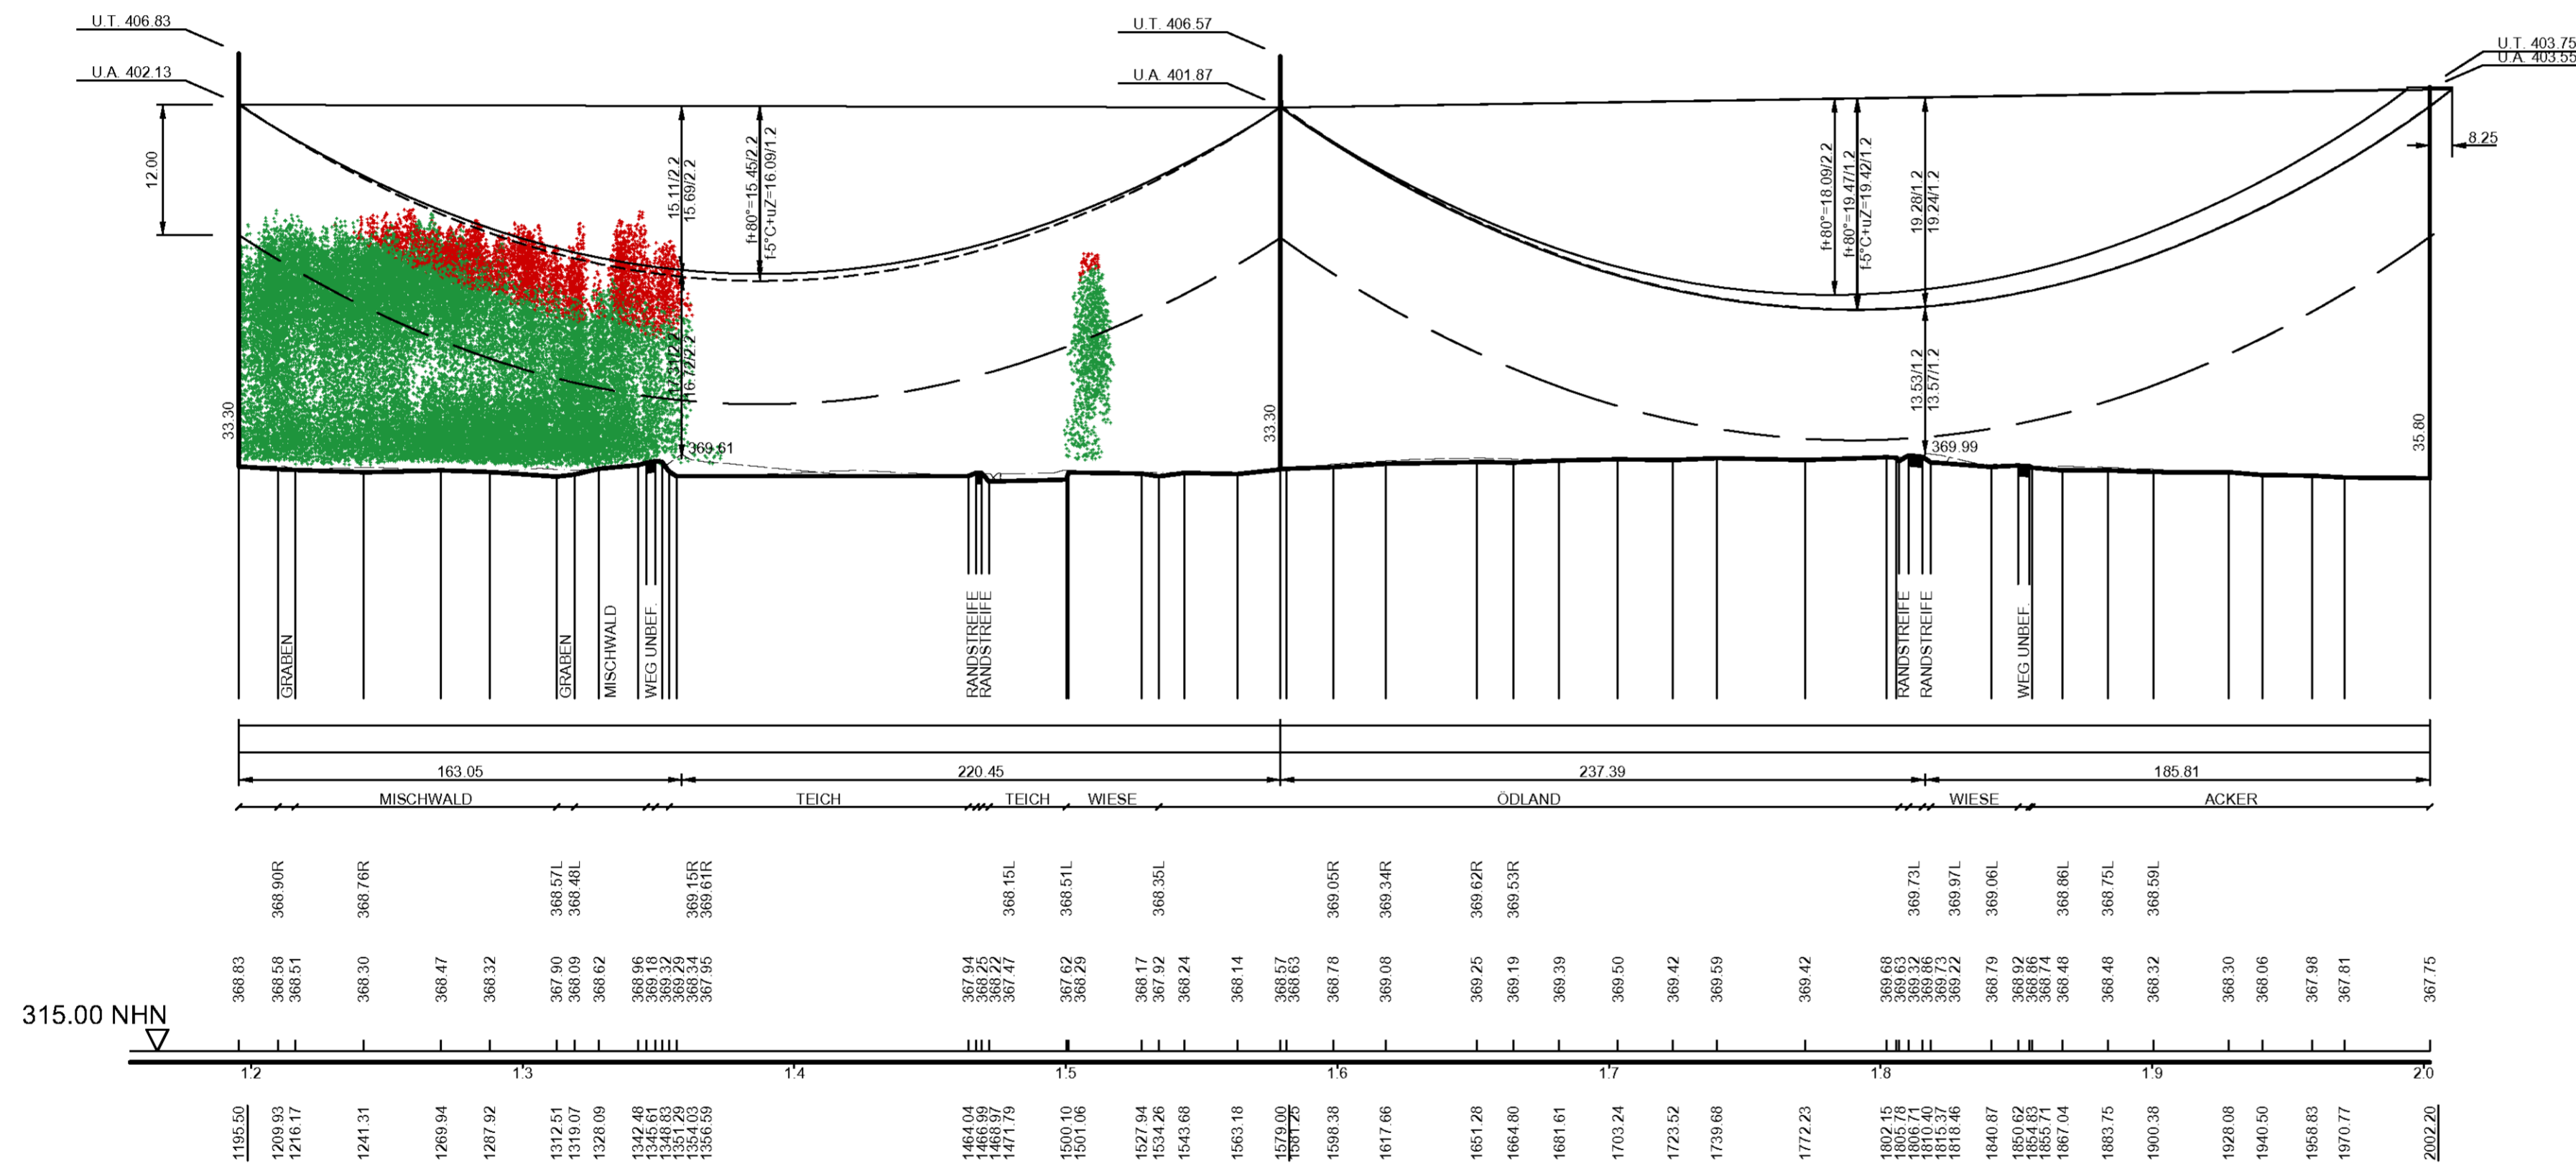 U.T. 406.83
U.A. 402.13
U.T. 406.57
U.A. 401.87
U.T. 403.75
U.A. 403.55
12.00
15.11/2.2
15.69/2.2
f+80°=15.45/2.2
f-5°C+uZ=16.09/1.2
f+80°=18.09/2.2
f+80°=19.47/1.2
f-5°C+uZ=19.42/1.2
19.28/1.2
19.24/1.2
8.25
33.30
16.72/2.2
369.61
33.30
13.53/1.2
13.57/1.2
369.99
35.80
GRABEN
GRABEN
MISCHWALD
WEG UNBEF.
RANDSTREIFE
RANDSTREIFE
RANDSTREIFE
RANDSTREIFE
WEG UNBEF.
163.05
220.45
237.39
185.81
MISCHWALD
TEICH
TEICH
WIESE
ÖDLAND
WIESE
ACKER
368.90R
368.76R
368.57L
368.48L
369.15R
369.61R
368.15L
368.51L
368.35L
369.05R
369.34R
369.62R
369.53R
369.73L
369.97L
369.06L
368.86L
368.75L
368.59L
368.83
368.58
368.51
368.30
368.47
368.32
367.90
368.09
368.62
368.96
369.18
369.32
369.29
368.34
367.95
367.94
368.25
368.22
367.47
367.62
368.29
368.17
367.92
368.24
368.14
368.57
368.63
368.78
369.08
369.25
369.19
369.39
369.50
369.42
369.59
369.42
369.68
369.63
369.32
369.86
369.73
369.22
368.79
368.92
368.86
368.74
368.48
368.48
368.32
368.30
368.06
367.98
367.81
367.75
315.00 NHN
1.2
1.3
1.4
1.5
1.6
1.7
1.8
1.9
2.0
1195.50
1209.93
1216.17
1241.31
1269.94
1287.92
1312.51
1319.07
1328.09
1342.48
1345.61
1348.83
1351.29
1354.03
1356.59
1464.04
1466.99
1468.97
1471.79
1500.10
1501.06
1527.94
1534.26
1543.68
1563.18
1579.00
1581.25
1598.38
1617.66
1651.28
1664.80
1681.61
1703.24
1723.52
1739.68
1772.23
1802.15
1805.78
1806.71
1810.40
1815.37
1818.46
1840.87
1850.62
1854.83
1855.71
1867.04
1883.75
1900.38
1928.08
1940.50
1958.83
1970.77
2002.20